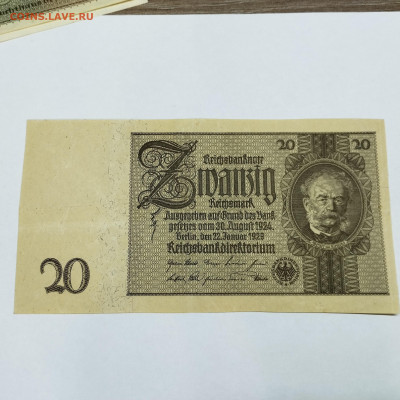 COINS.LAVE.RU
20
20
Reichsbanknote
Zwanzig
Reichsmark
Ausgegeben auf Grund des Bank
gesetzes vom 30. August 1924
Berlin, den 22. Januar 1929
Reichsbankdirektorium
20